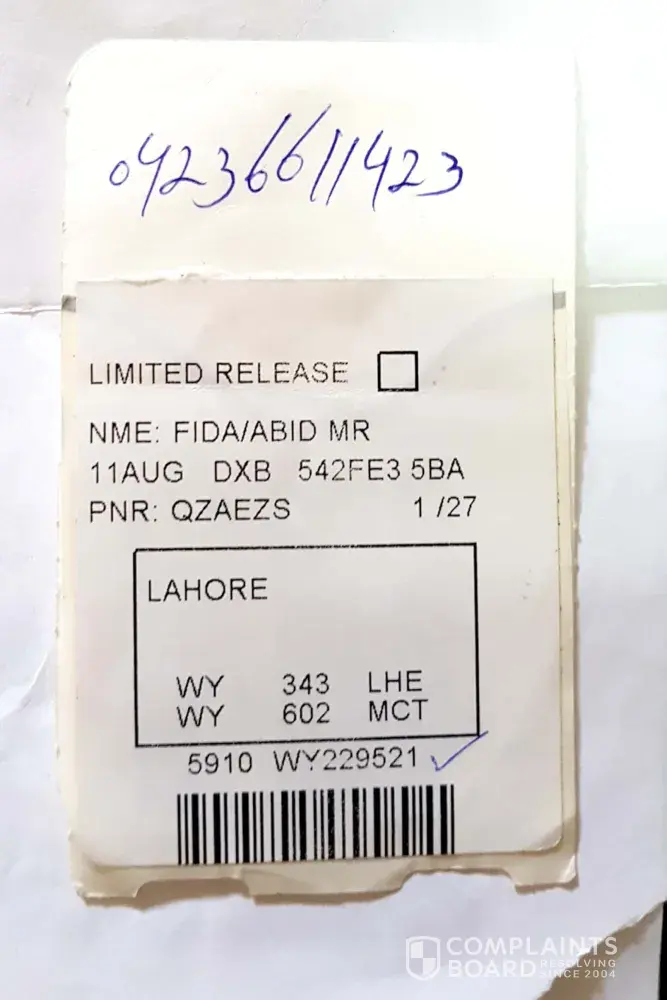 04236611423
LIMITED RELEASE
NME: FIDA/ABID MR
11AUG DXB 542FE3 5BA
PNR: QZAEZS 1 /27
LAHORE
WY 343 LHE
WY 602 MCT
5910 WY229521
COMPLAINTS
BOARD RESOLVING
SINCE 2004